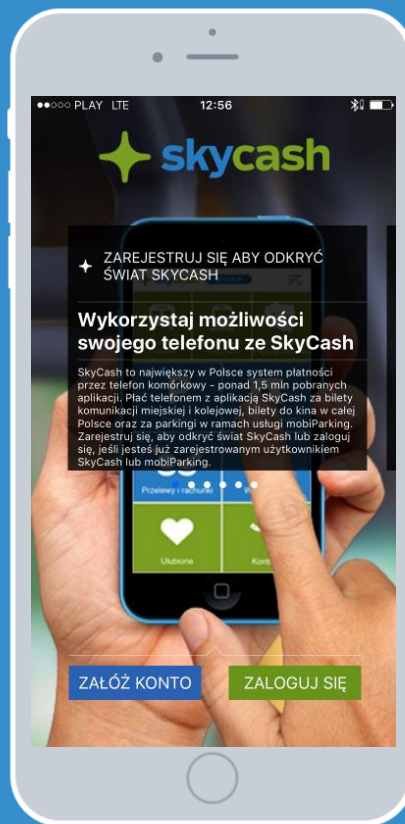 PLAY LTE 12:56
skycash
ZAREJESTRUJ SIĘ ABY ODKRYĆ
ŚWIAT SKYCASH
Wykorzystaj możliwości
swojego telefonu ze SkyCash
SkyCash to największy w Polsce system płatności
przez telefon komórkowy - ponad 1,5 mln pobranych
aplikacji. Płać telefonem z aplikacją SkyCash za bilety
komunikacji miejskiej i kolejowej, bilety do kina w całej
Polsce oraz za parkingi w ramach usługi mobiParking.
Zarejestruj się, aby odkryć świat SkyCash lub zaloguj
się, jeśli jesteś już zarejestrowanym użytkownikiem
SkyCash lub mobiParking.
Przelewy i rachunki
Ulubione
ZAŁÓŻ KONTO
ZALOGUJ SIĘ